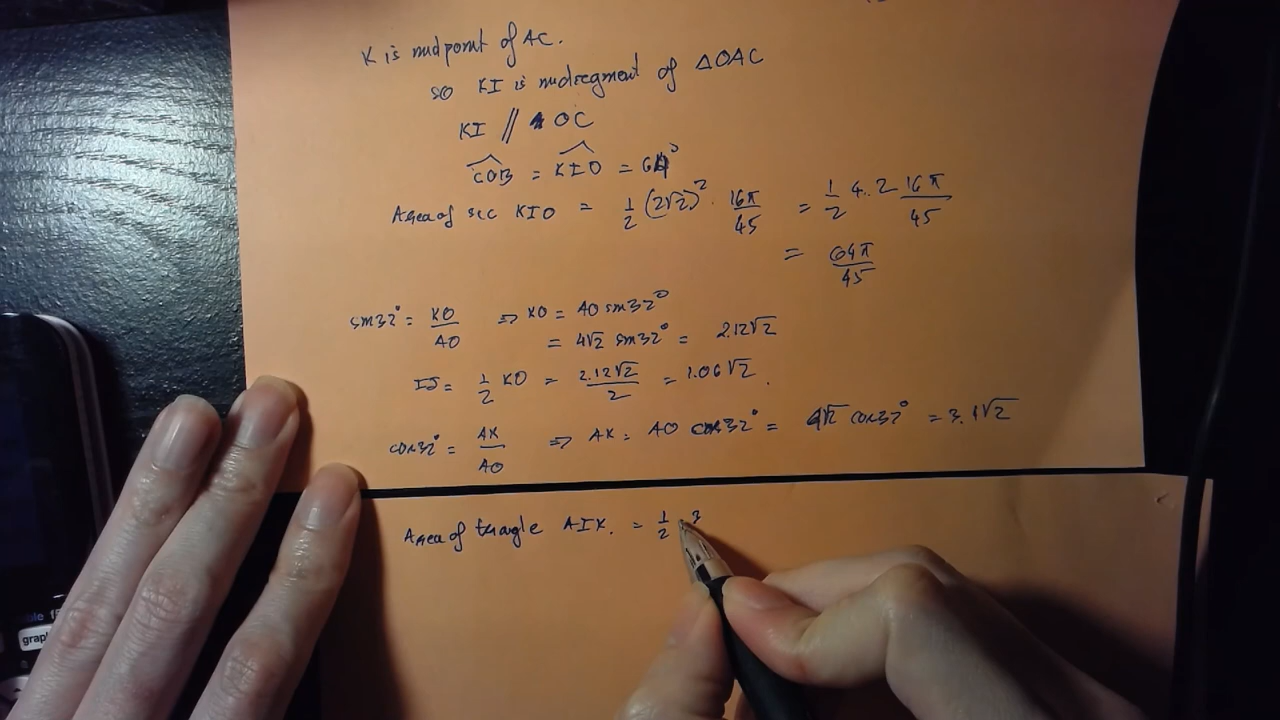 K is midpoint of AC.
so KI is midsegment of △OAC
KI // OC
∠COB = ∠KIO = 64°
Area of sec KIO = 1/2 (2√2)² . 16π/45 = 1/2 4. 2 16π/45
= 64π/45
sin32° = KO/AO ⇒ KO = AO sin32°
= 4√2 sin32° = 2.12√2
IJ = 1/2 KO = 2.12√2/2 = 1.06√2.
cos32° = AK/AO ⇒ AK = AO cos32° = 4√2 cos32° = 3.4√2
Area of triangle AIK. = 1/2 3
graph